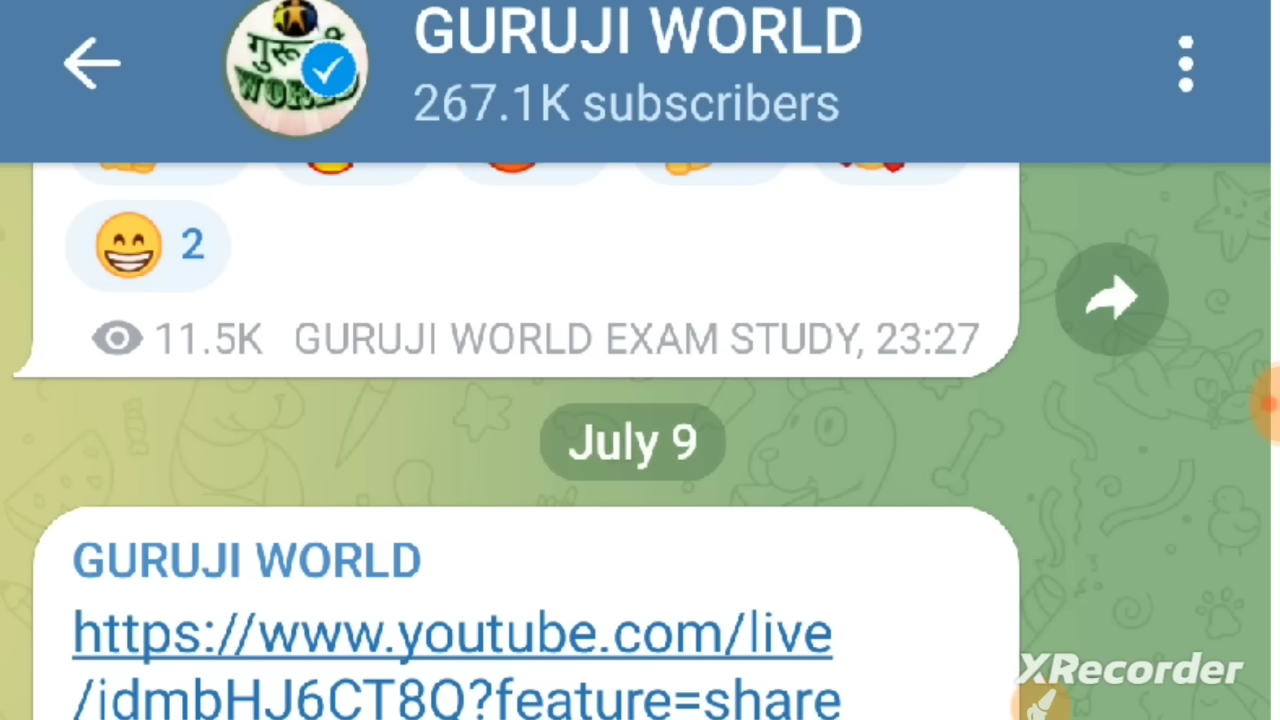 GURUJI WORLD
267.1K subscribers
WORLD
2
11.5K GURUJI WORLD EXAM STUDY, 23:27
July 9
GURUJI WORLD
https://www.youtube.com/live
/idmbHJ6CT8Q?feature=share
XRecorder